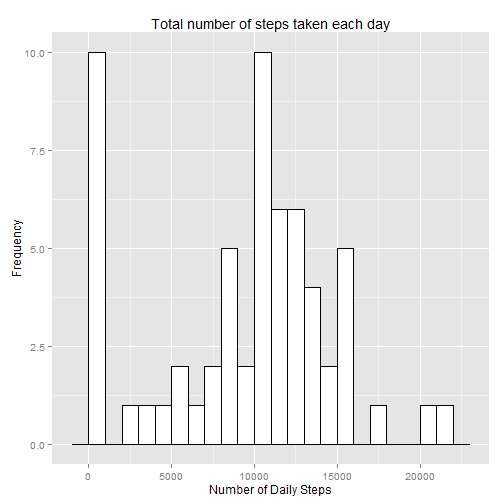 Total number of steps taken each day
10.0
7.5
5.0
2.5
0.0
Frequency
0 5000 10000 15000 20000
Number of Daily Steps